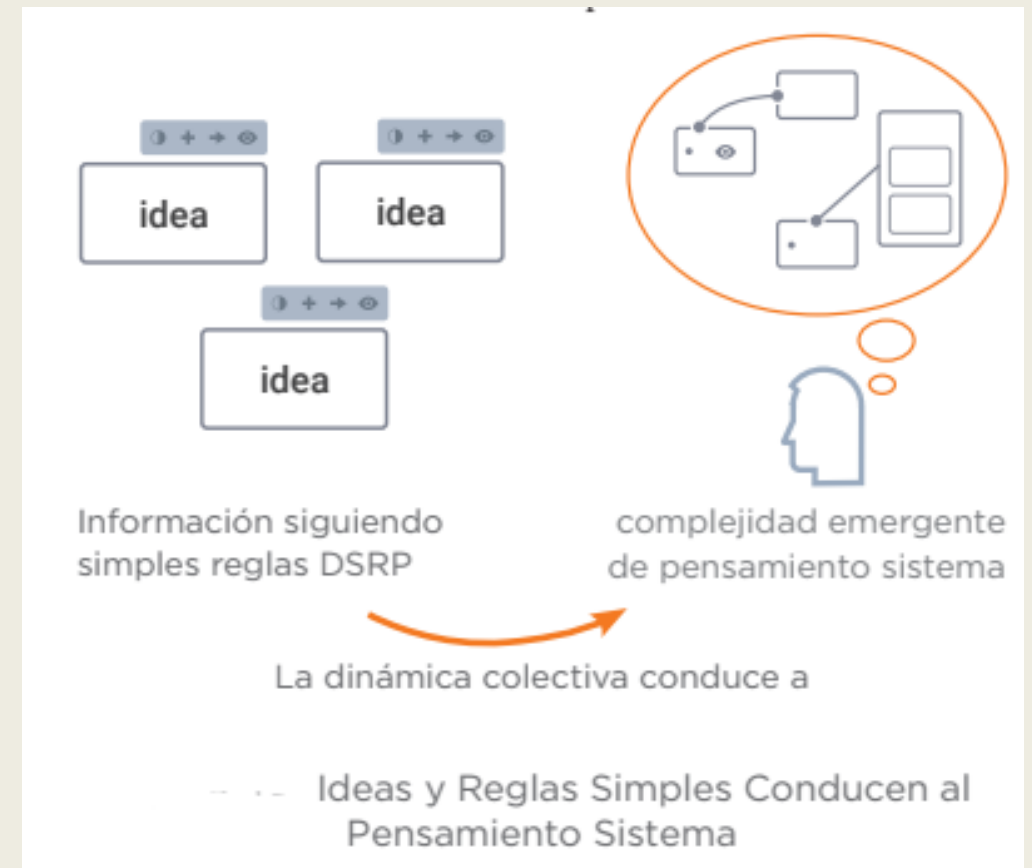 idea
idea
idea
Información siguiendo
simples reglas DSRP
complejidad emergente
de pensamiento sistema
La dinámica colectiva conduce a
Ideas y Reglas Simples Conducen al
Pensamiento Sistema